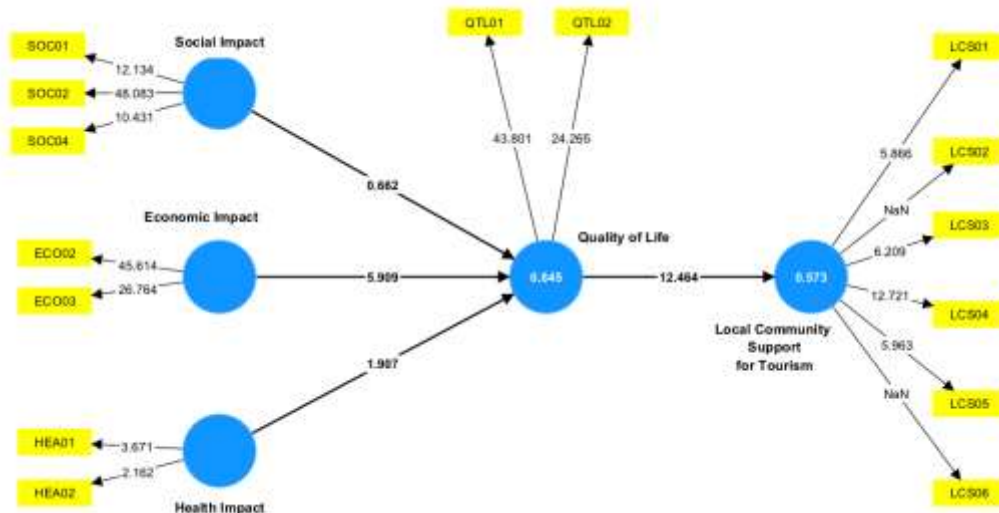 QTL01
QTL02
SOC01
Social Impact
LCS01
12.134
SOC02
48.083
10.431
SOC04
43.801
24.265
5.866
LCS02
0.662
NaN
Economic Impact
Quality of Life
LCS03
6.209
ECO02
45.614
5.909
0.645
12.464
0.573
26.764
ECO03
12.721
LCS04
Local Community
Support
for Tourism
5.963
1.907
NaN
LCS05
HEA01
3.671
2.162
HEA02
LCS06
Health Impact